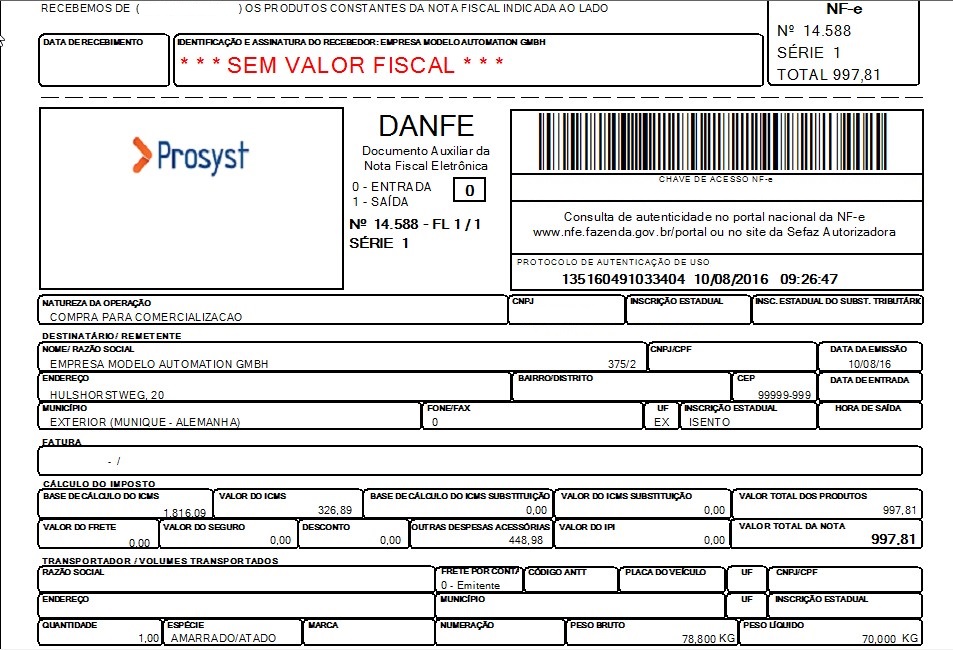 RECEBEMOS DE ( ) OS PRODUTOS CONSTANTES DA NOTA FISCAL INDICADA AO LADO
NF-e
Nº 14.588
SÉRIE 1
TOTAL 997,81
DATA DE RECEBIMENTO
IDENTIFICAÇÃO E ASSINATURA DO RECEBEDOR: EMPRESA MODELO AUTOMATION GMBH
* * * SEM VALOR FISCAL * * *
Prosyst
DANFE
Documento Auxiliar da
Nota Fiscal Eletrônica
0 - ENTRADA
1 - SAÍDA
0
Nº 14.588 - FL 1 / 1
SÉRIE 1
CHAVE DE ACESSO NF-e
Consulta de autenticidade no portal nacional da NF-e
www.nfe.fazenda.gov.br/portal ou no site da Sefaz Autorizadora
PROTOCOLO DE AUTENTICAÇÃO DE USO
135160491033404 10/08/2016 09:26:47
NATUREZA DA OPERAÇÃO
COMPRA PARA COMERCIALIZACAO
CNPJ
INSCRIÇÃO ESTADUAL
INSC. ESTADUAL DO SUBST. TRIBUTÁRI
DESTINATÁRIO/ REMETENTE
NOME/ RAZÃO SOCIAL
EMPRESA MODELO AUTOMATION GMBH 375/2
CNPJ/CPF
DATA DA EMISSÃO
10/08/16
ENDEREÇO
HULSHORSTWEG, 20
BAIRRO/DISTRITO
CEP
99999-999
DATA DE ENTRADA
MUNICÍPIO
EXTERIOR (MUNIQUE - ALEMANHA)
FONE/FAX
0
UF
EX
INSCRIÇÃO ESTADUAL
ISENTO
HORA DE SAÍDA
FATURA
- /
CÁLCULO DO IMPOSTO
BASE DE CÁLCULO DO ICMS
1.816,09
VALOR DO ICMS
326,89
BASE DE CÁLCULO DO ICMS SUBSTITUIÇÃO
0,00
VALOR DO ICMS SUBSTITUIÇÃO
0,00
VALOR TOTAL DOS PRODUTOS
997,81
VALOR DO FRETE
0,00
VALOR DO SEGURO
0,00
DESCONTO
0,00
OUTRAS DESPESAS ACESSÓRIAS
448,98
VALOR DO IPI
0,00
VALOR TOTAL DA NOTA
997,81
TRANSPORTADOR / VOLUMES TRANSPORTADOS
RAZÃO SOCIAL
FRETE POR CONTA
0 - Emitente
CÓDIGO ANTT
PLACA DO VEÍCULO
UF
CNPJ/CPF
ENDEREÇO
MUNICÍPIO
UF
INSCRIÇÃO ESTADUAL
QUANTIDADE
1,00
ESPÉCIE
AMARRADO/ATADO
MARCA
NUMERAÇÃO
PESO BRUTO
78,800 KG
PESO LÍQUIDO
70,000 KG